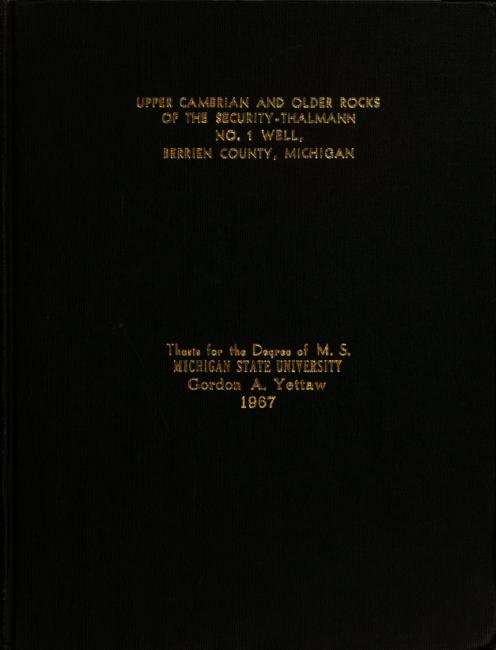 UPPER CAMBRIAN AND OLDER ROCKS
OF THE SECURITY-THALMANN
NO. 1 WELL,
BERRIEN COUNTY, MICHIGAN
Thesis for the Degree of M. S.
MICHIGAN STATE UNIVERSITY
Gordon A. Yettaw
1967